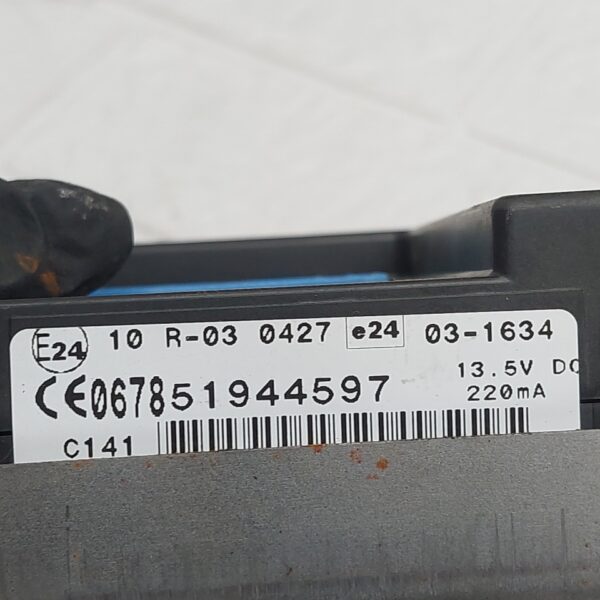 E24 10 R-03 0427 e24 03-1634
CE0678 51944597 13.5V DC
220mA
C141